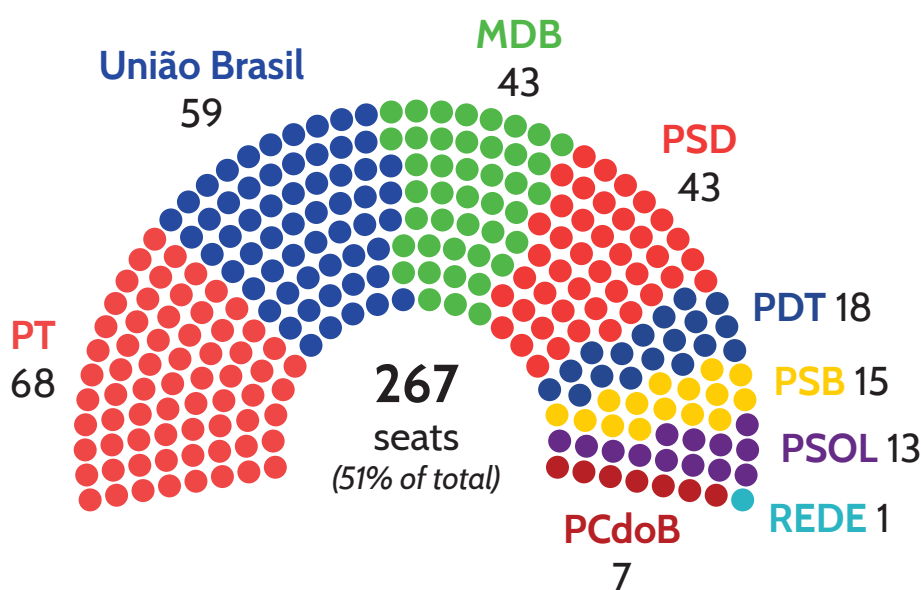 MDB
43
União Brasil
59
PSD
43
PDT 18
PT
68
267
seats
(51% of total)
PSB 15
PSOL 13
REDE 1
PCdoB
7